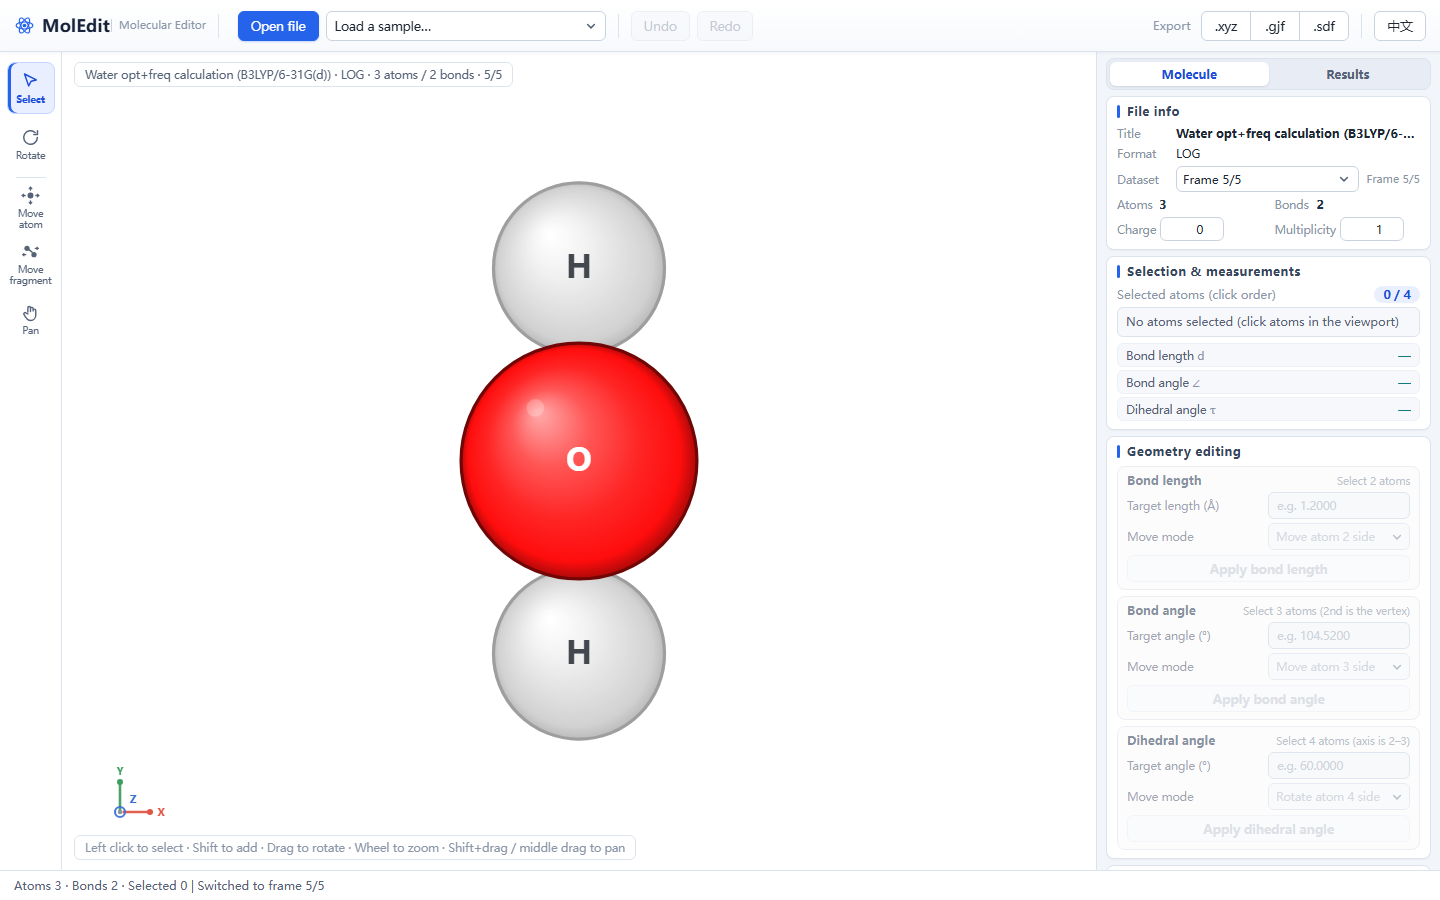 MolEdit Molecular Editor Open file Load a sample... Undo Redo Export .xyz .gjf .sdf 中文
Select
Rotate
Move
atom
Move
fragment
Pan
Water opt+freq calculation (B3LYP/6-31G(d)) · LOG · 3 atoms / 2 bonds · 5/5
H
O
H
Y
Z
X
Left click to select · Shift to add · Drag to rotate · Wheel to zoom · Shift+drag / middle drag to pan
Molecule Results
File info
Title Water opt+freq calculation (B3LYP/6-...
Format LOG
Dataset Frame 5/5 Frame 5/5
Atoms 3 Bonds 2
Charge 0 Multiplicity 1
Selection & measurements
Selected atoms (click order) 0 / 4
No atoms selected (click atoms in the viewport)
Bond length d —
Bond angle ∠ —
Dihedral angle τ —
Geometry editing
Bond length Select 2 atoms
Target length (Å) e.g. 1.2000
Move mode Move atom 2 side
Apply bond length
Bond angle Select 3 atoms (2nd is the vertex)
Target angle (°) e.g. 104.5200
Move mode Move atom 3 side
Apply bond angle
Dihedral angle Select 4 atoms (axis is 2–3)
Target angle (°) e.g. 60.0000
Move mode Rotate atom 4 side
Apply dihedral angle
Atoms 3 · Bonds 2 · Selected 0 | Switched to frame 5/5